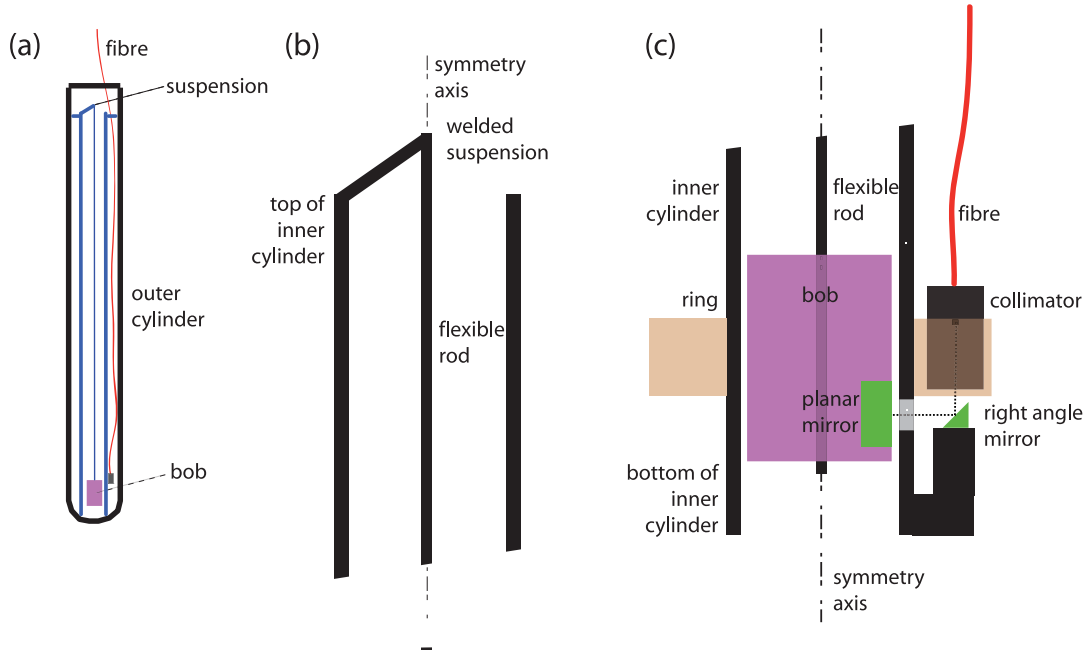 (a)
fibre
suspension
outer
cylinder
bob
(b)
symmetry
axis
welded
suspension
top of
inner
cylinder
flexible
rod
(c)
inner
cylinder
flexible
rod
fibre
ring
bob
collimator
planar
mirror
right angle
mirror
bottom of
inner
cylinder
symmetry
axis